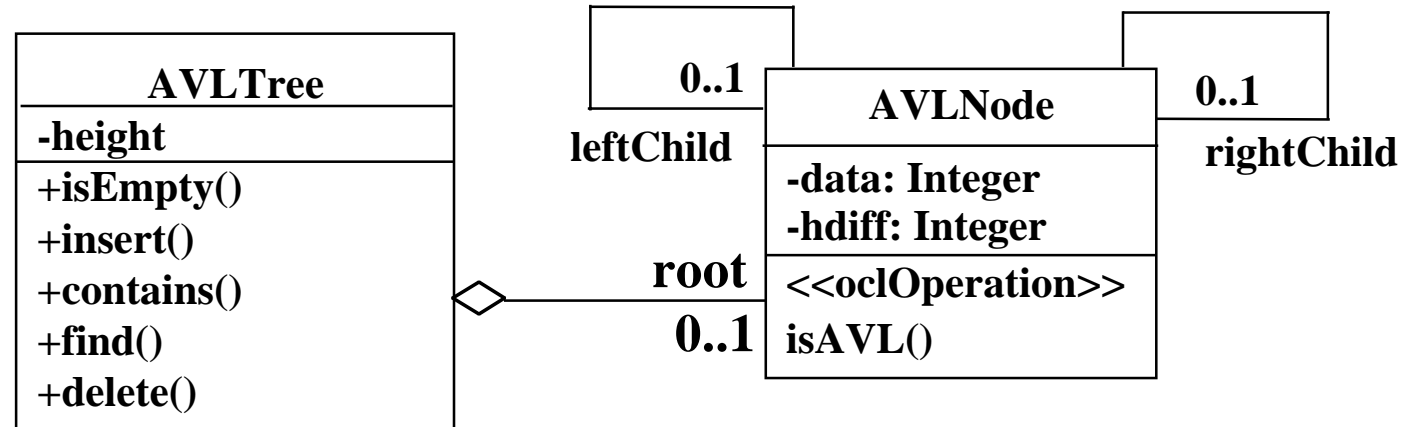 AVLTree
-height
+isEmpty()
+insert()
+contains()
+find()
+delete()
0..1
leftChild
AVLNode
-data: Integer
-hdiff: Integer
<<oclOperation>>
isAVL()
0..1
rightChild
root
0..1